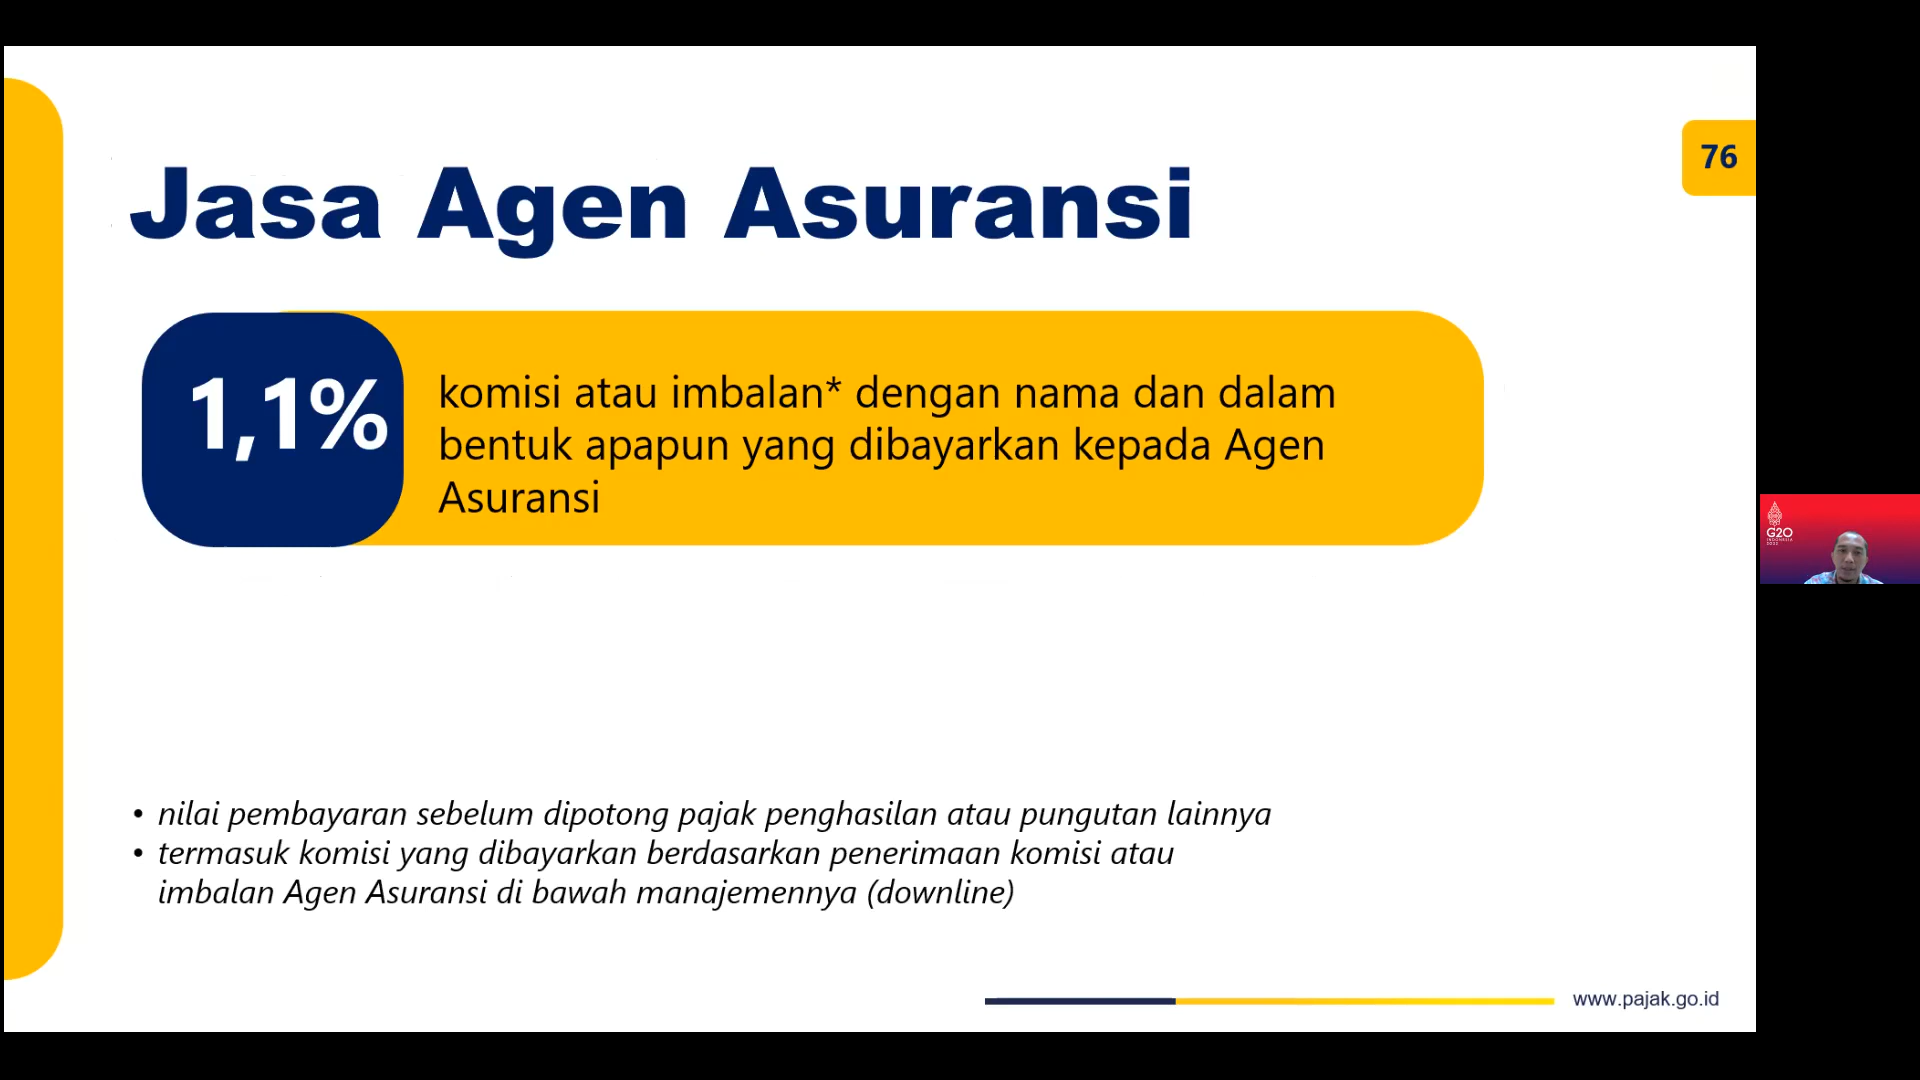 76
Jasa Agen Asuransi
1,1%
komisi atau imbalan* dengan nama dan dalam
bentuk apapun yang dibayarkan kepada Agen
Asuransi
G20
INDONESIA
2022
• nilai pembayaran sebelum dipotong pajak penghasilan atau pungutan lainnya
• termasuk komisi yang dibayarkan berdasarkan penerimaan komisi atau
imbalan Agen Asuransi di bawah manajemennya (downline)
www.pajak.go.id